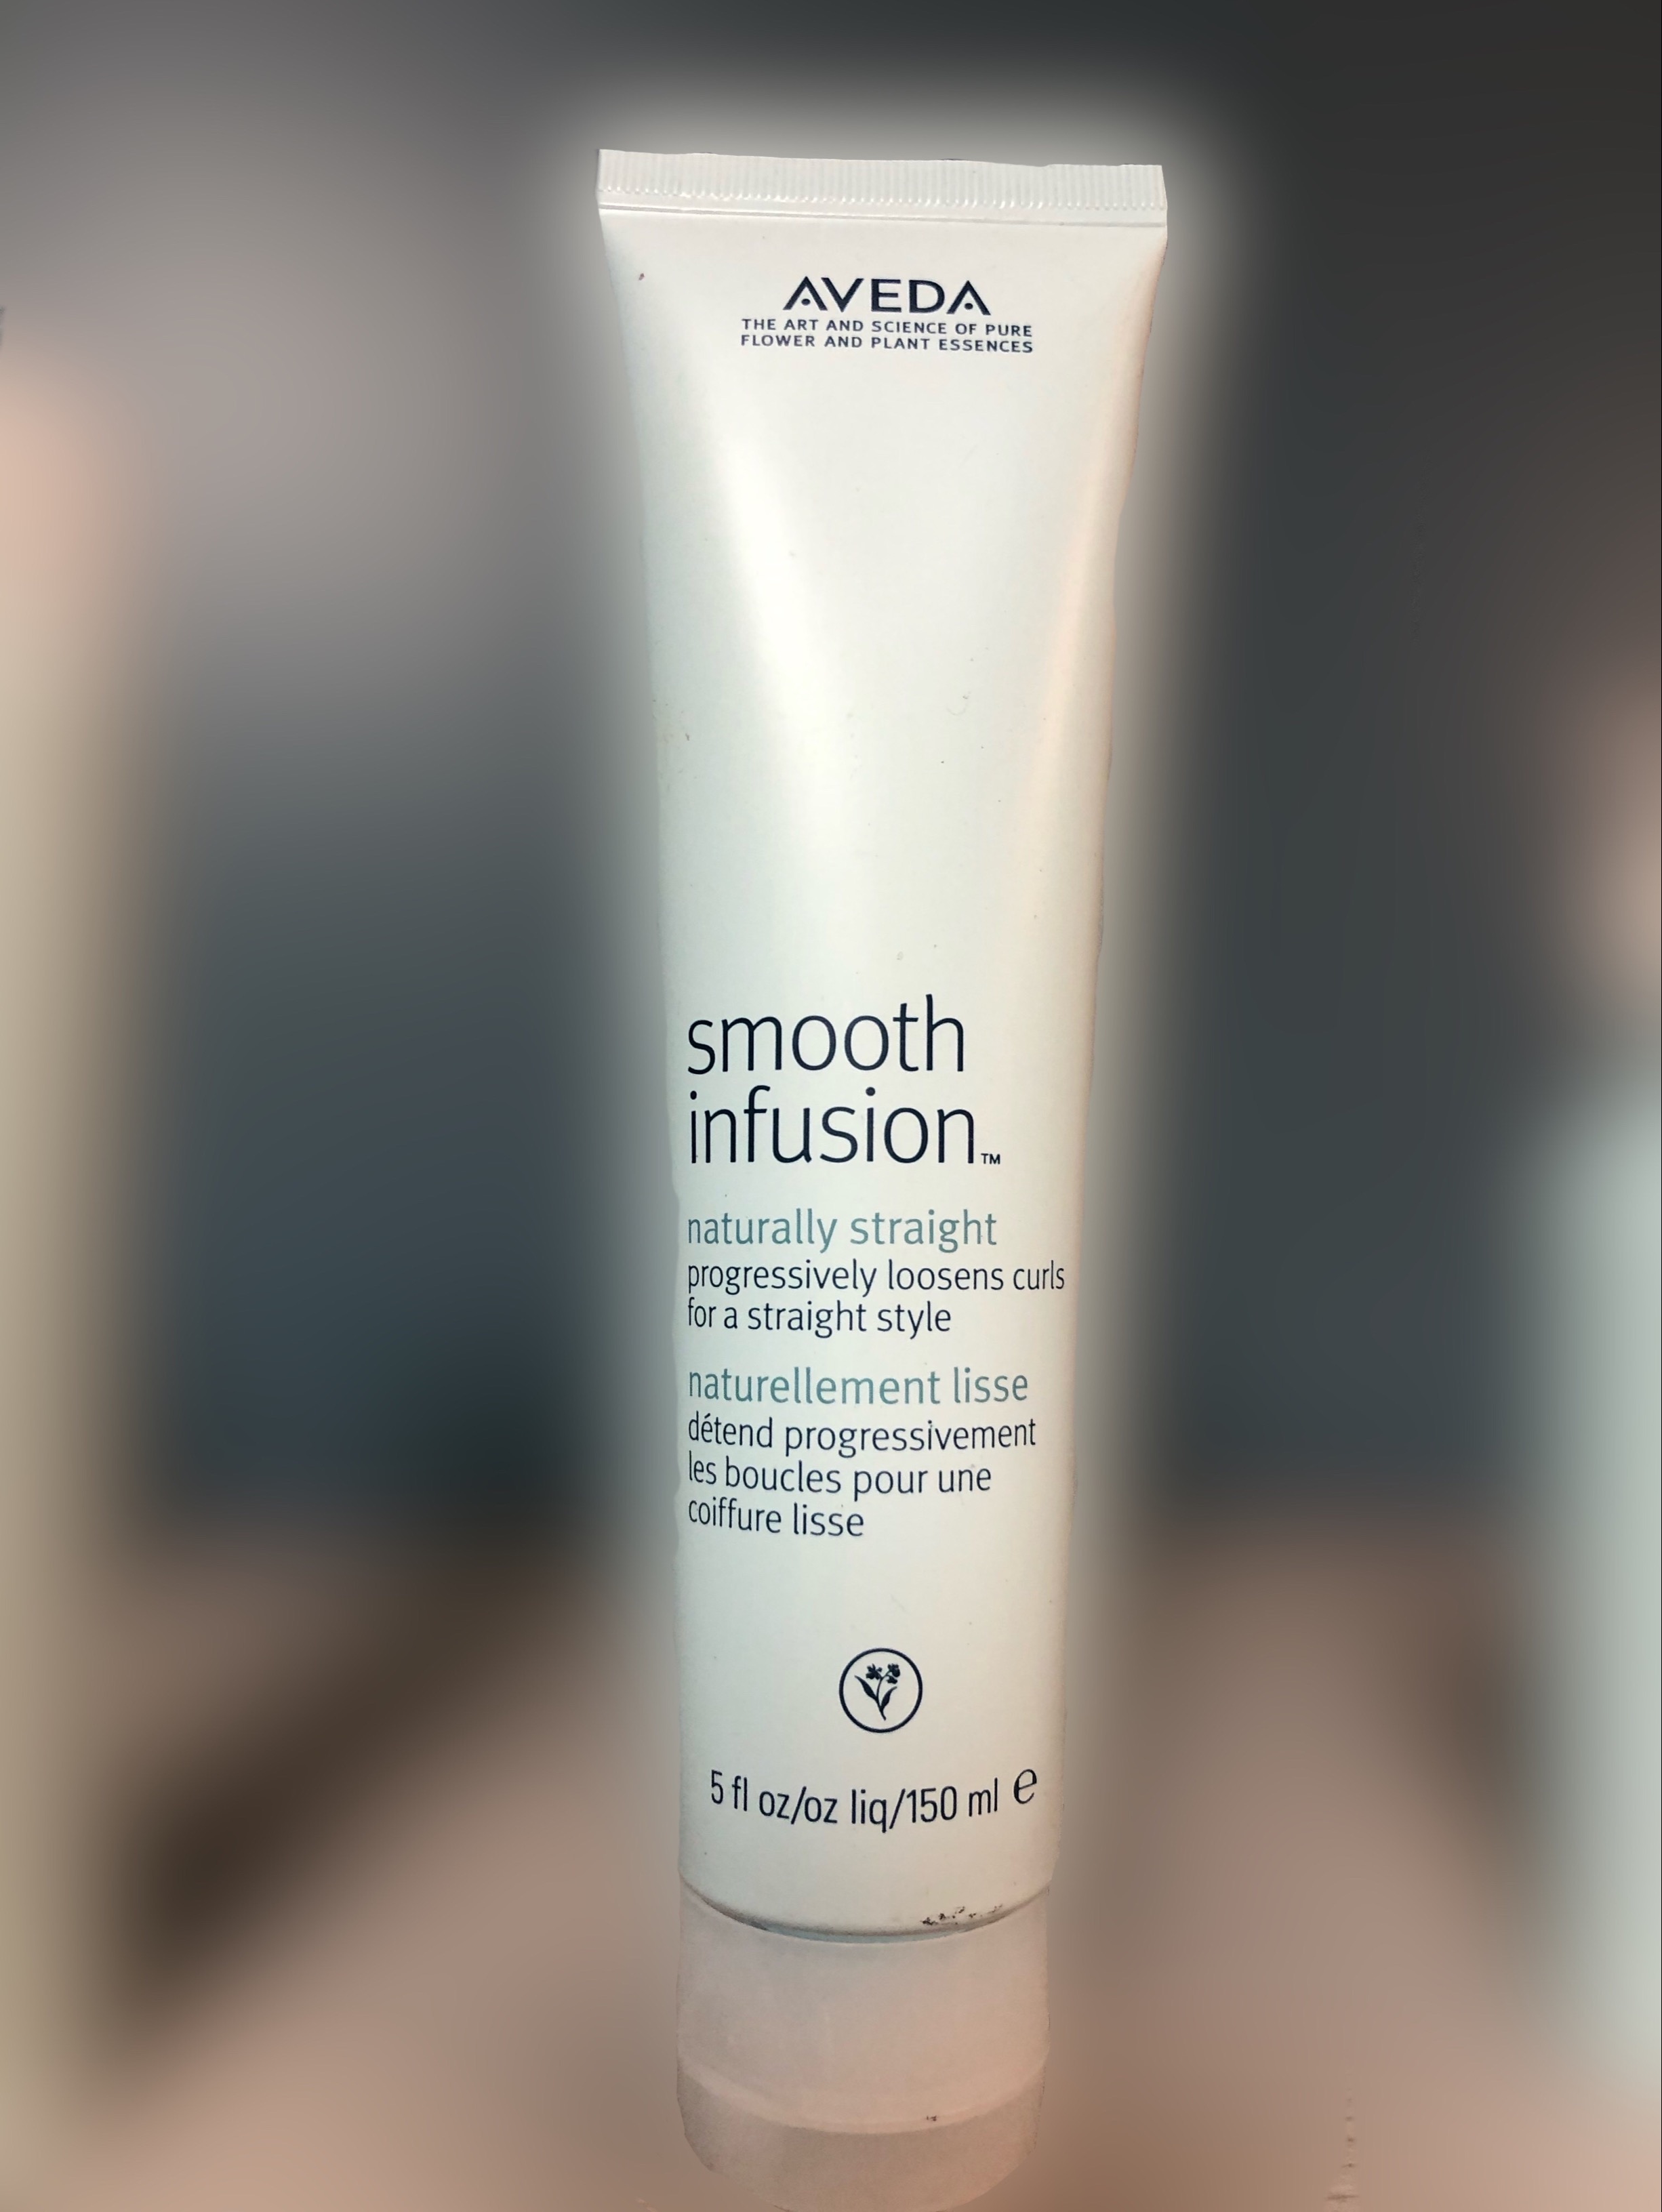 AVEDA
THE ART AND SCIENCE OF PURE
FLOWER AND PLANT ESSENCES
smooth
infusion™
naturally straight
progressively loosens curls
for a straight style
naturellement lisse
détend progressivement
les boucles pour une
coiffure lisse
5 fl oz/oz liq/150 ml ℮